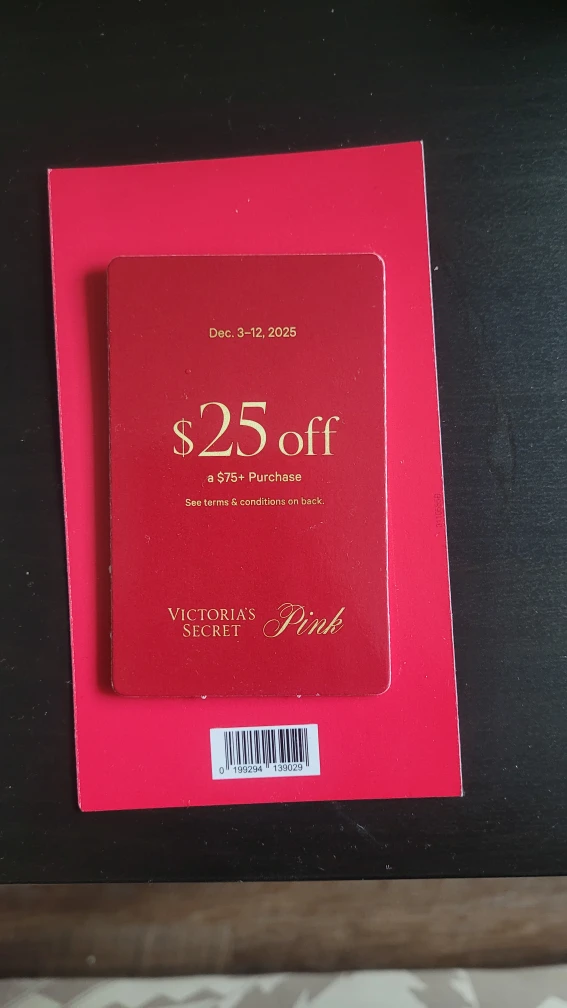 Dec. 3–12, 2025
$25 off
a $75+ Purchase
See terms & conditions on back.
VICTORIA'S
SECRET
Pink
0 199294 139029